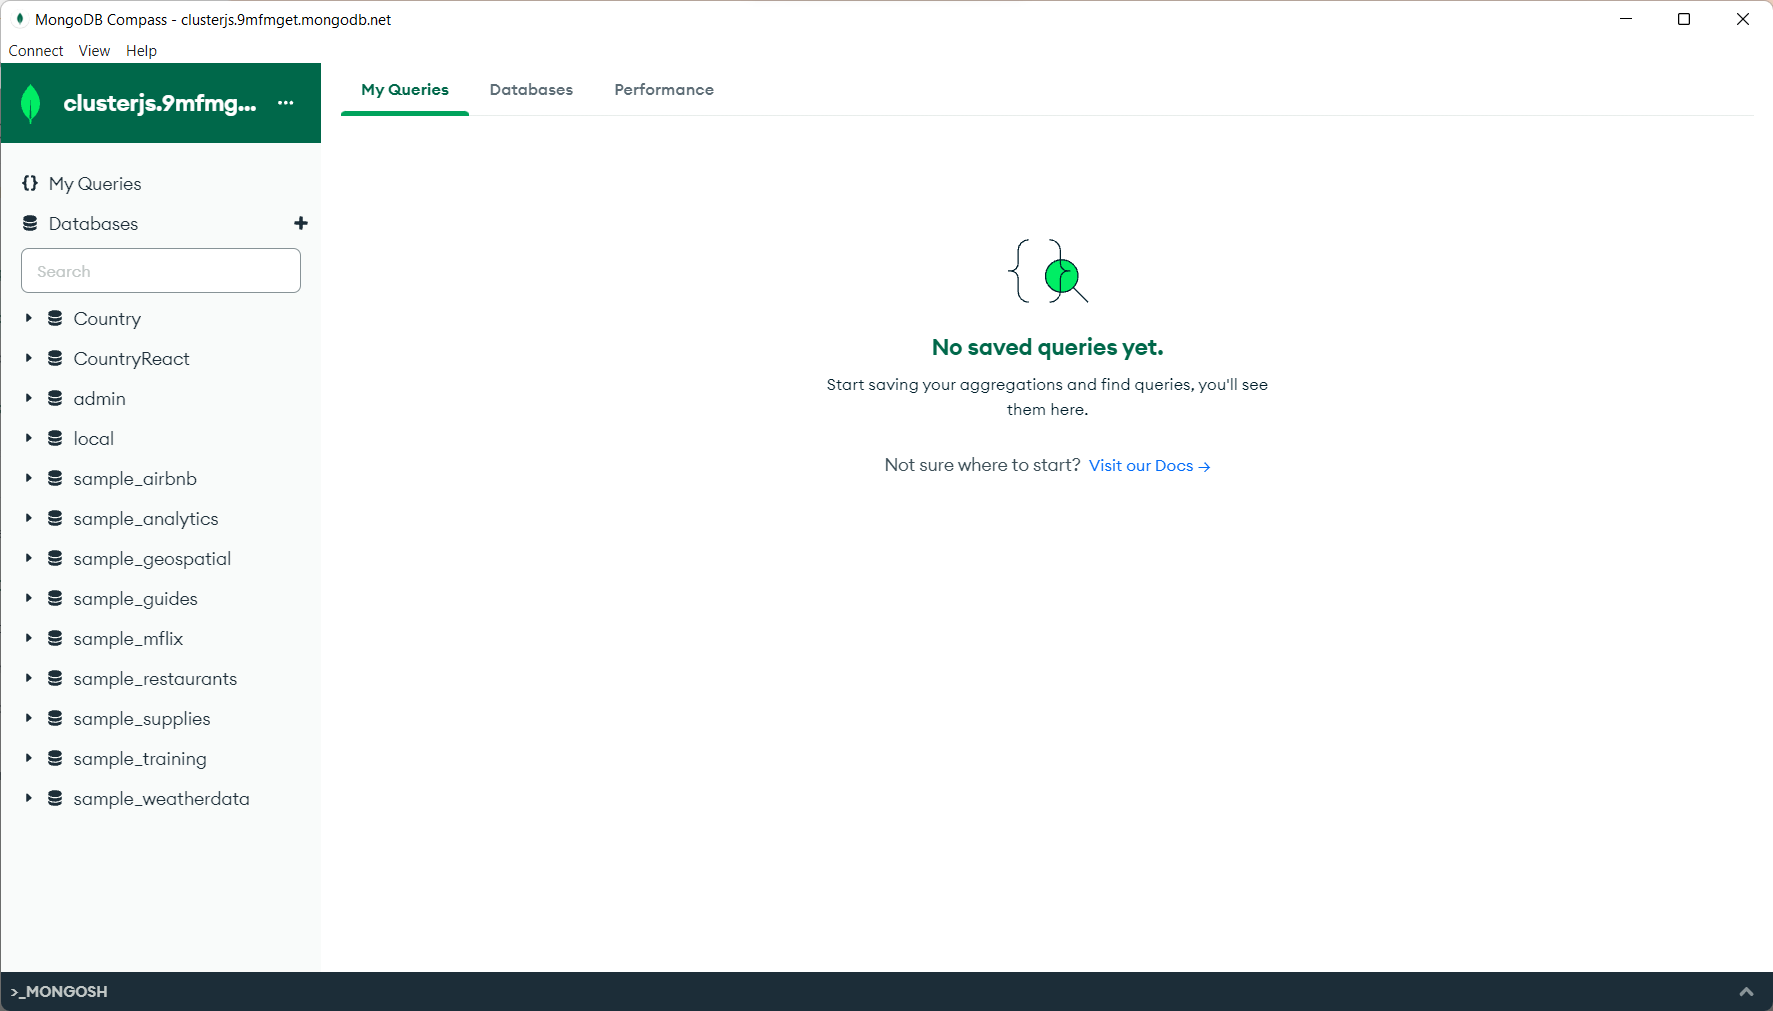 MongoDB Compass - clusterjs.9mfmget.mongodb.net
Connect View Help
clusterjs.9mfmg... ···
My Queries Databases Performance
{} My Queries
Databases +
Search
Country
CountryReact
admin
local
sample_airbnb
sample_analytics
sample_geospatial
sample_guides
sample_mflix
sample_restaurants
sample_supplies
sample_training
sample_weatherdata
No saved queries yet.
Start saving your aggregations and find queries, you'll see
them here.
Not sure where to start? Visit our Docs →
>_MONGOSH